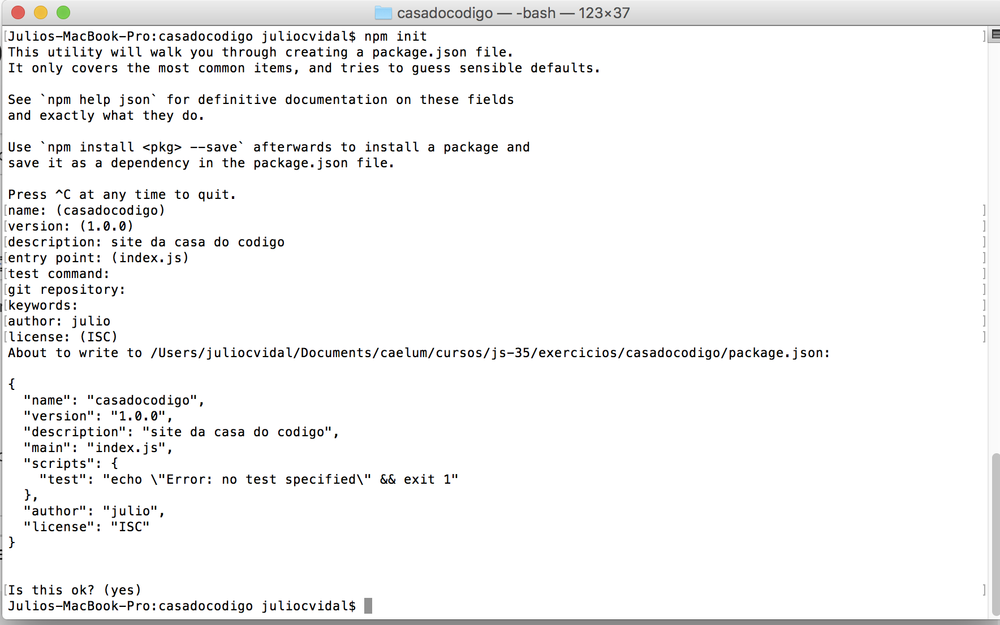 casadocodigo — -bash — 123×37
Julios-MacBook-Pro:casadocodigo juliocvidal$ npm init
This utility will walk you through creating a package.json file.
It only covers the most common items, and tries to guess sensible defaults.

See `npm help json` for definitive documentation on these fields
and exactly what they do.

Use `npm install <pkg> --save` afterwards to install a package and
save it as a dependency in the package.json file.

Press ^C at any time to quit.
name: (casadocodigo)
version: (1.0.0)
description: site da casa do codigo
entry point: (index.js)
test command:
git repository:
keywords:
author: julio
license: (ISC)
About to write to /Users/juliocvidal/Documents/caelum/cursos/js-35/exercicios/casadocodigo/package.json:

{
  "name": "casadocodigo",
  "version": "1.0.0",
  "description": "site da casa do codigo",
  "main": "index.js",
  "scripts": {
    "test": "echo \"Error: no test specified\" && exit 1"
  },
  "author": "julio",
  "license": "ISC"
}

Is this ok? (yes)
Julios-MacBook-Pro:casadocodigo juliocvidal$